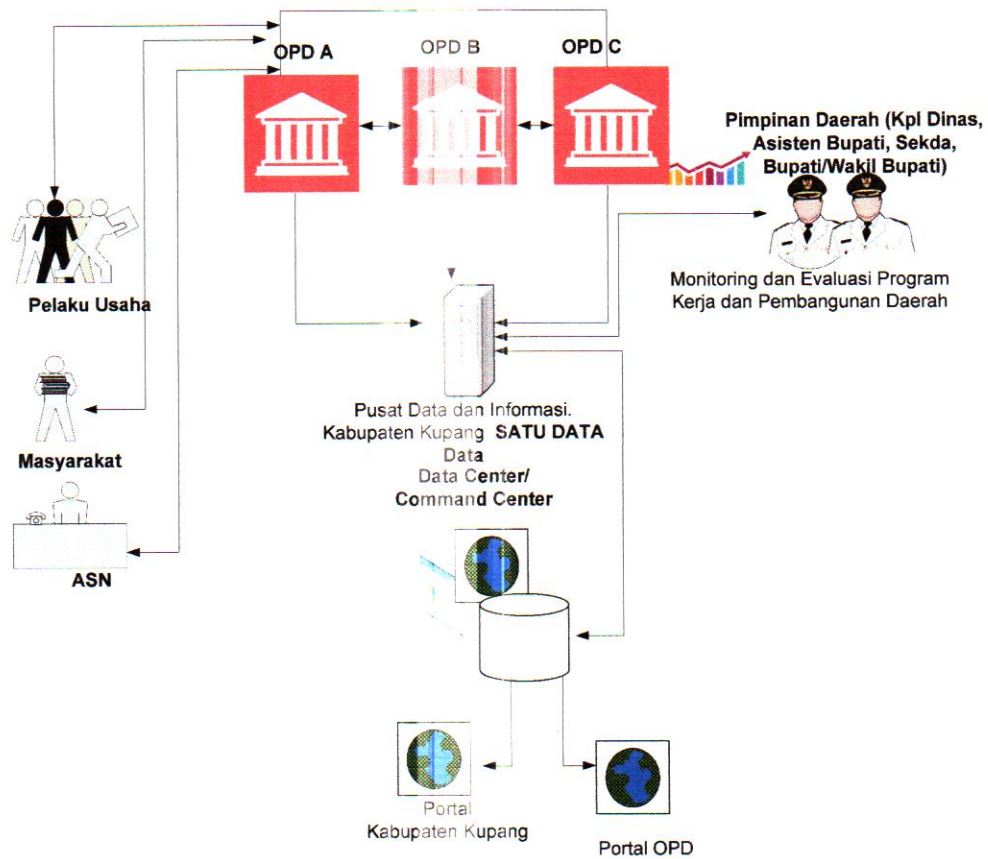 OPD A
OPD B
OPD C
Pimpinan Daerah (Kpl Dinas,
Asisten Bupati, Sekda,
Bupati/Wakil Bupati)
Monitoring dan Evaluasi Program
Kerja dan Pembangunan Daerah
Pelaku Usaha
Masyarakat
ASN
Pusat Data dan Informasi.
Kabupaten Kupang SATU DATA
Data
Data Center/
Command Center
Portal
Kabupaten Kupang
Portal OPD